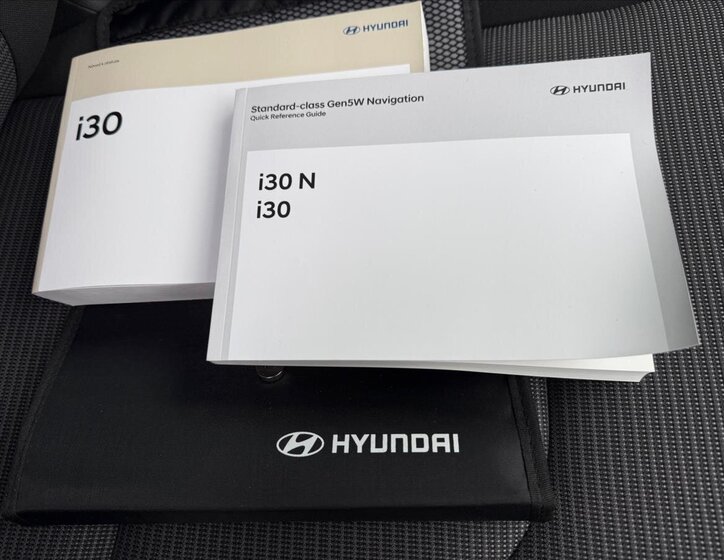 HYUNDAI
i30
HYUNDAI
Standard-class Gen5W Navigation
Quick Reference Guide
i30 N
i30
HYUNDAI